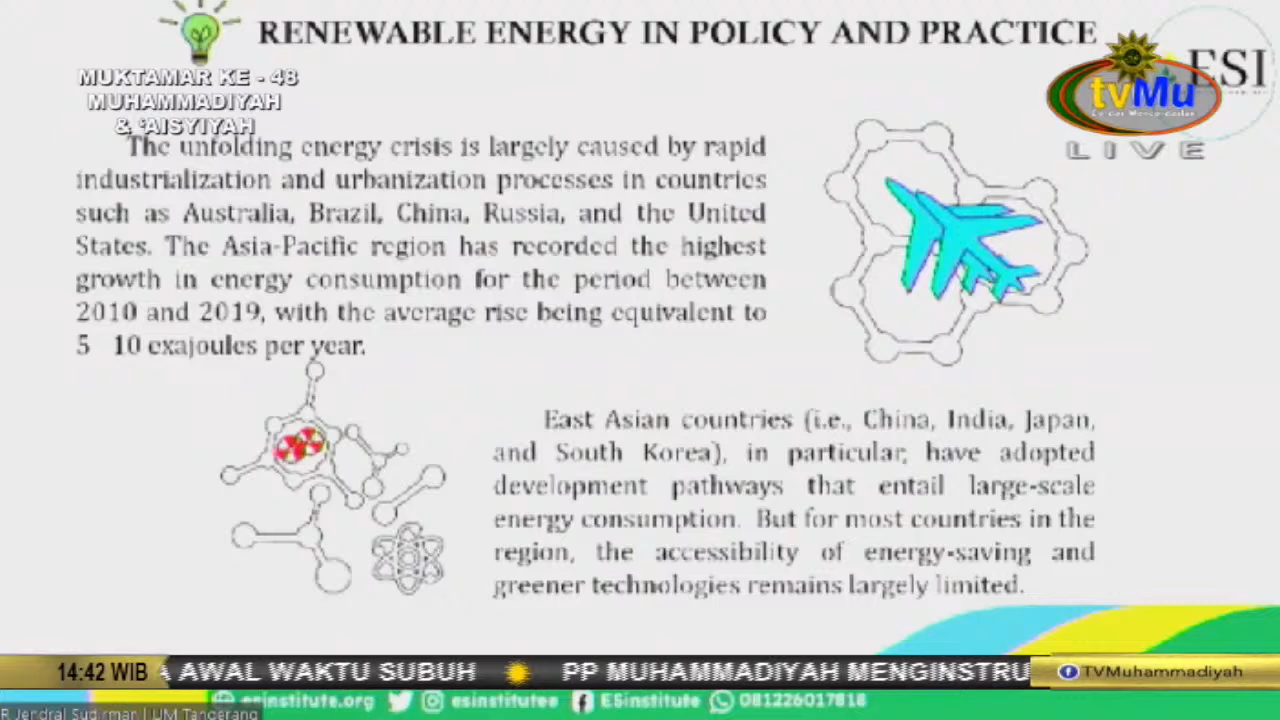 RENEWABLE ENERGY IN POLICY AND PRACTICE
ESI
MUKTAMAR KE - 48
MUHAMMADIYAH
& 'AISYIYAH
tvMu
LIVE
The unfolding energy crisis is largely caused by rapid
industrialization and urbanization processes in countries
such as Australia, Brazil, China, Russia, and the United
States. The Asia-Pacific region has recorded the highest
growth in energy consumption for the period between
2010 and 2019, with the average rise being equivalent to
5 10 exajoules per year.
East Asian countries (i.e., China, India, Japan,
and South Korea), in particular, have adopted
development pathways that entail large-scale
energy consumption. But for most countries in the
region, the accessibility of energy-saving and
greener technologies remains largely limited.
14:42 WIB
AWAL WAKTU SUBUH PP MUHAMMADIYAH MENGINSTRU
TVMuhammadiyah
esinstitute.org esinstitutee ESinstitute 081226017818
R Jendral Sudirman | UM Tangerang